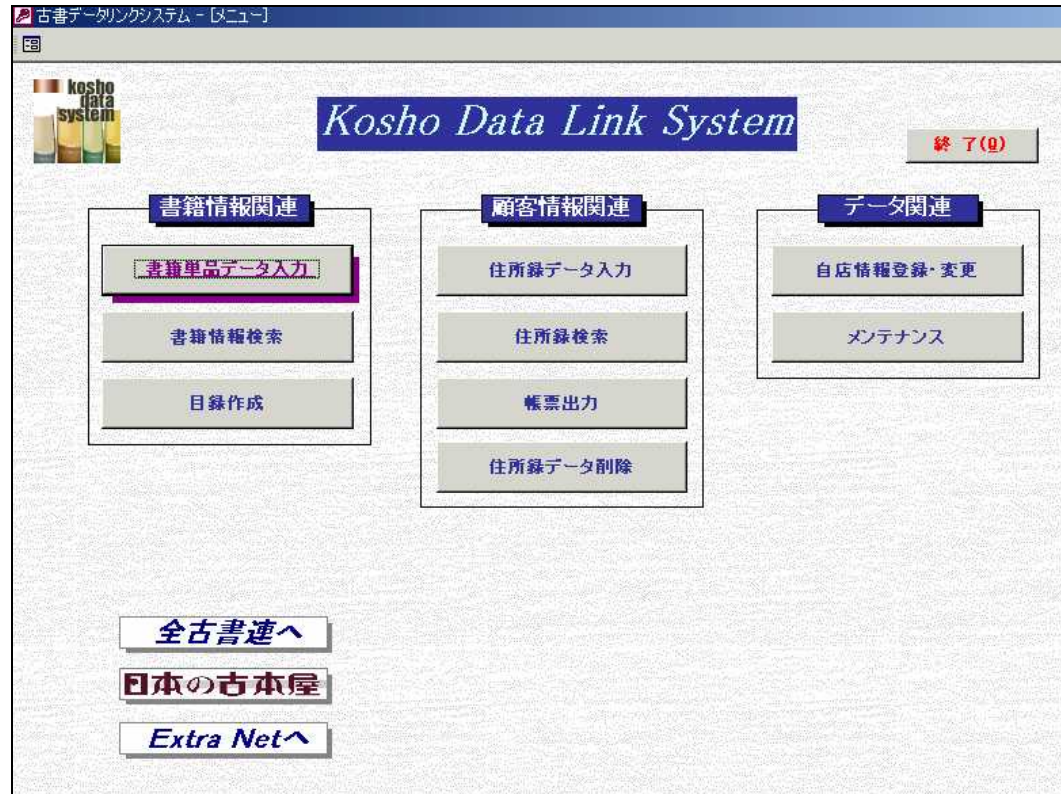 古書データリンクシステム - [メニュー]
kosho
data
system
Kosho Data Link System
終 了(Q)
書籍情報関連
書籍単品データ入力
書籍情報検索
目録作成
顧客情報関連
住所録データ入力
住所録検索
帳票出力
住所録データ削除
データ関連
自店情報登録・変更
メンテナンス
全古書連へ
日本の古本屋
Extra Netへ